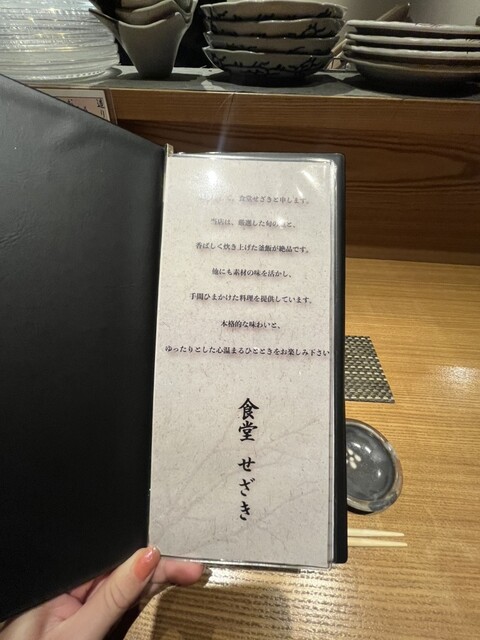 食堂せざきと申します。
当店は、厳選した旬の
香ばしく炊き上げた釜飯が絶品です。
他にも素材の味を活かし、
手間ひまかけた料理を提供しています。
本格的な味わいと、
ゆったりとした心温まるひとときをお楽しみ下さい
食堂 せざき